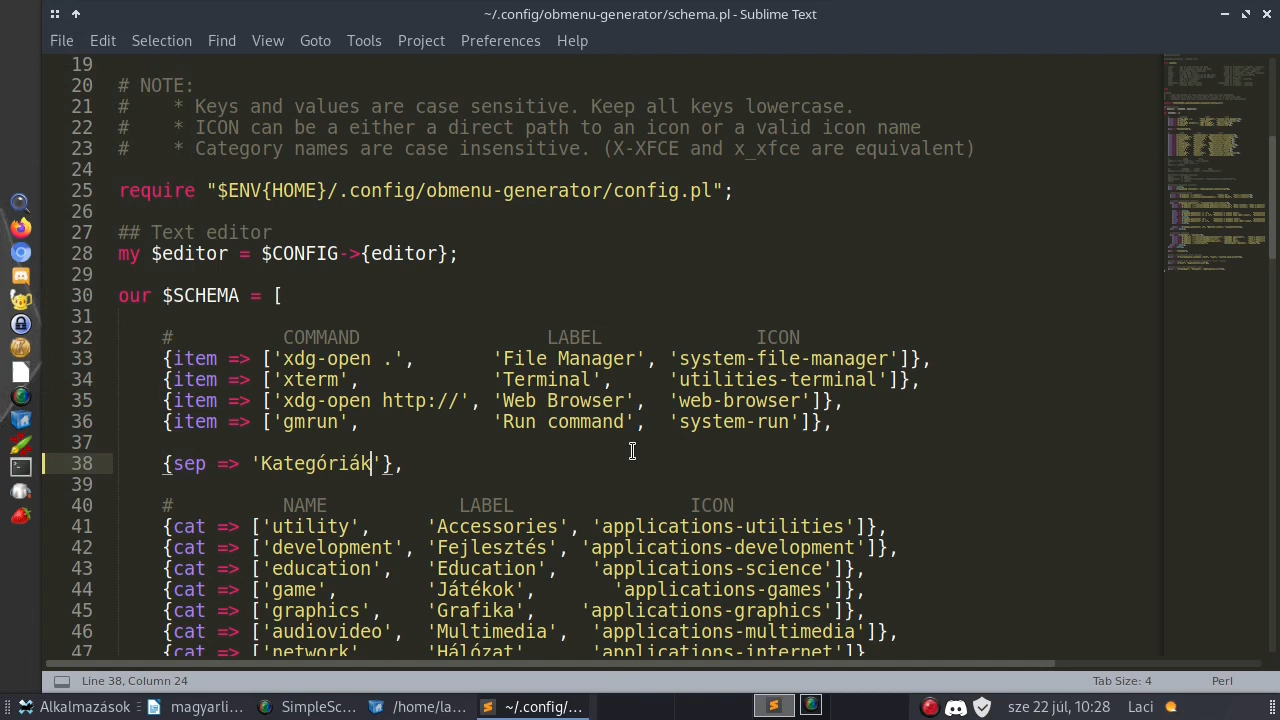 ~/.config/obmenu-generator/schema.pl - Sublime Text
File Edit Selection Find View Goto Tools Project Preferences Help
19
20 # NOTE:
21 #    * Keys and values are case sensitive. Keep all keys lowercase.
22 #    * ICON can be a either a direct path to an icon or a valid icon name
23 #    * Category names are case insensitive. (X-XFCE and x_xfce are equivalent)
24
25 require "$ENV{HOME}/.config/obmenu-generator/config.pl";
26
27 ## Text editor
28 my $editor = $CONFIG->{editor};
29
30 our $SCHEMA = [
31
32     #          COMMAND                 LABEL              ICON
33     {item => ['xdg-open .',       'File Manager', 'system-file-manager']},
34     {item => ['xterm',            'Terminal',     'utilities-terminal']},
35     {item => ['xdg-open http://', 'Web Browser',  'web-browser']},
36     {item => ['gmrun',            'Run command',  'system-run']},
37
38     {sep => 'Kategóriák'},
39
40     #          NAME            LABEL                ICON
41     {cat => ['utility',     'Accessories', 'applications-utilities']},
42     {cat => ['development', 'Fejlesztés', 'applications-development']},
43     {cat => ['education',   'Education',    'applications-science']},
44     {cat => ['game',        'Játékok',        'applications-games']},
45     {cat => ['graphics',    'Grafika',     'applications-graphics']},
46     {cat => ['audiovideo',  'Multimedia',  'applications-multimedia']},
47     {cat => ['network'      'Hálózat'      'applications-internet']}
Line 38, Column 24 Tab Size: 4 Perl
Alkalmazások magyarli... SimpleSc... /home/la... ~/.config/... sze 22 júl, 10:28 Laci